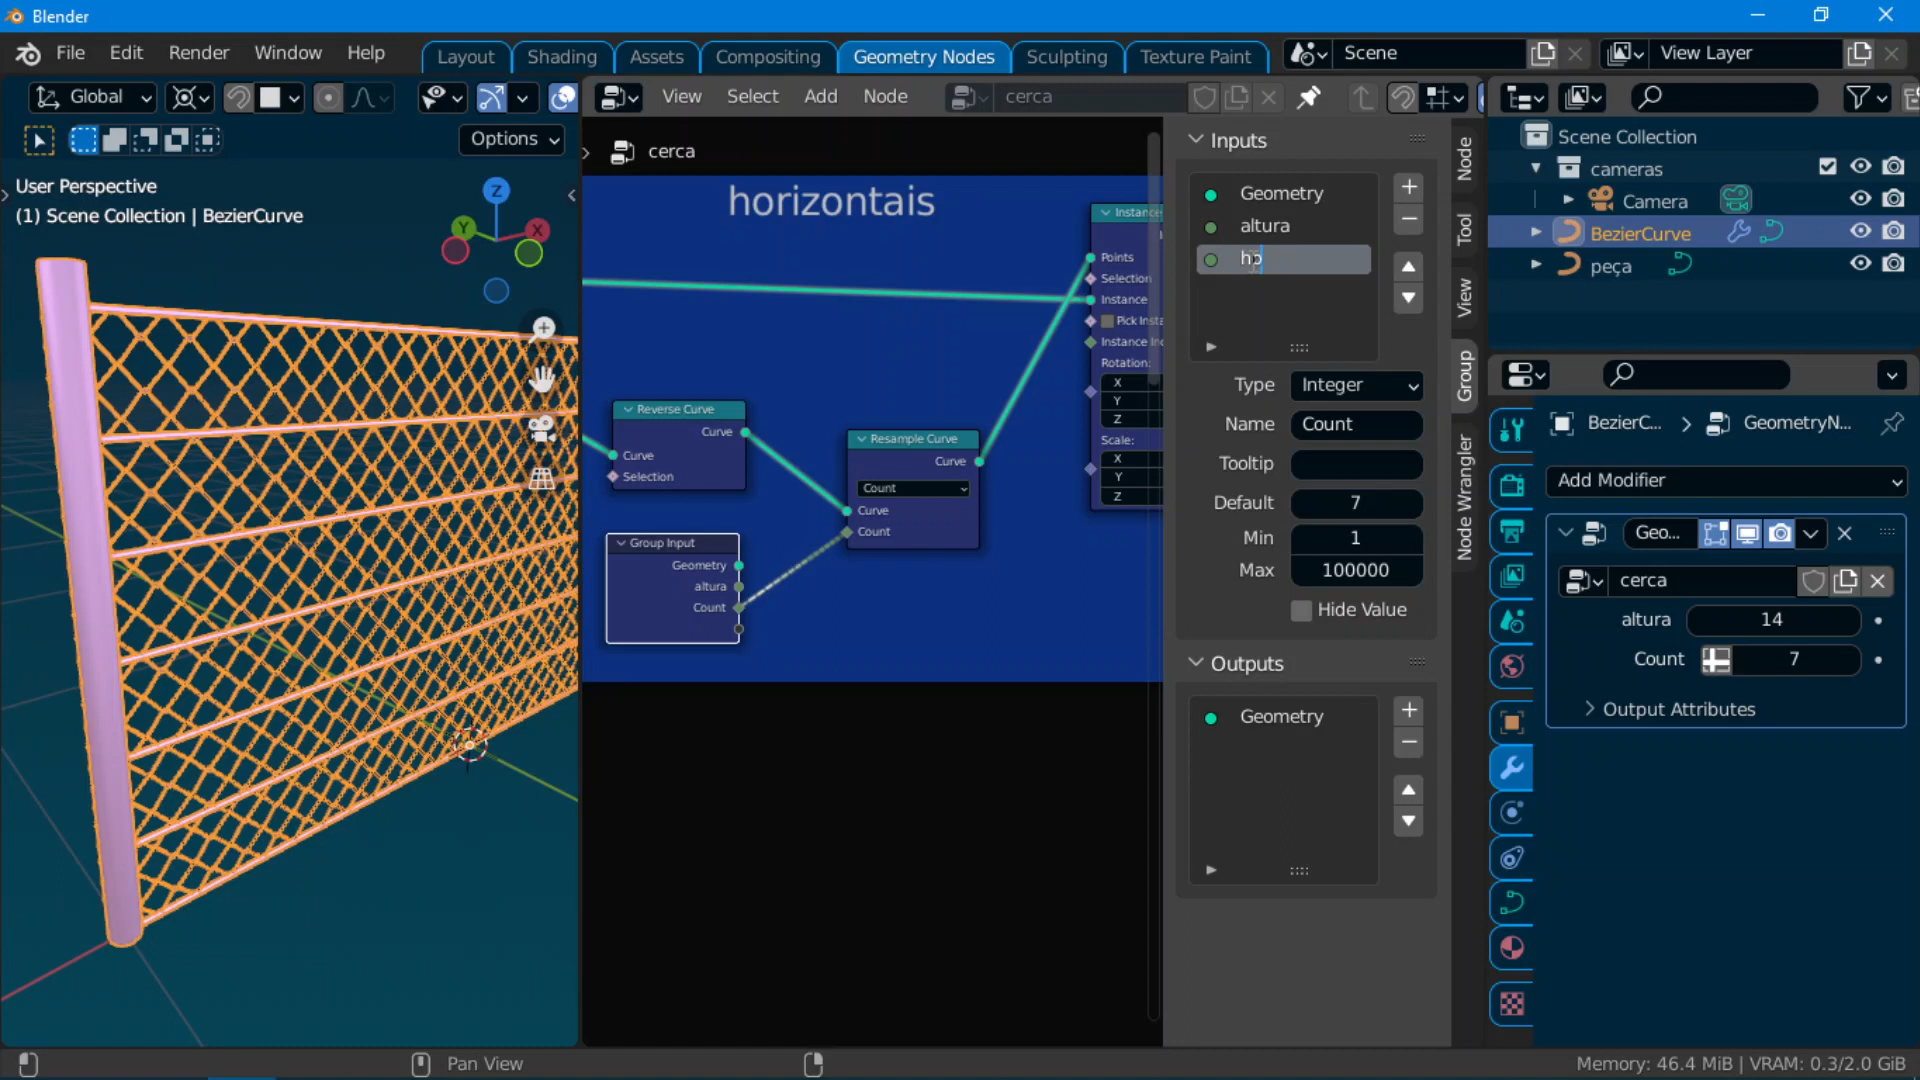 Blender
File Edit Render Window Help Layout Shading Assets Compositing Geometry Nodes Sculpting Texture Paint Scene View Layer
Global
Options
User Perspective
(1) Scene Collection | BezierCurve
Z
Y
X
View Select Add Node cerca
cerca
horizontais
Instance
Points
Selection
Instance
Pick Insta
Instance In
Rotation:
X
Y
Z
Scale:
X
Y
Z
Reverse Curve
Curve
Curve
Selection
Resample Curve
Curve
Count
Curve
Count
Group Input
Geometry
altura
Count
Inputs
Geometry
altura
Type Integer
Name Count
Tooltip
Default 7
Min 1
Max 100000
Hide Value
Outputs
Geometry
Node
Tool
View
Group
Node Wrangler
Scene Collection
cameras
Camera
BezierCurve
peça
BezierC... GeometryN...
Add Modifier
Geo...
cerca
altura 14
Count 7
Output Attributes
Pan View
Memory: 46.4 MiB | VRAM: 0.3/2.0 GiB